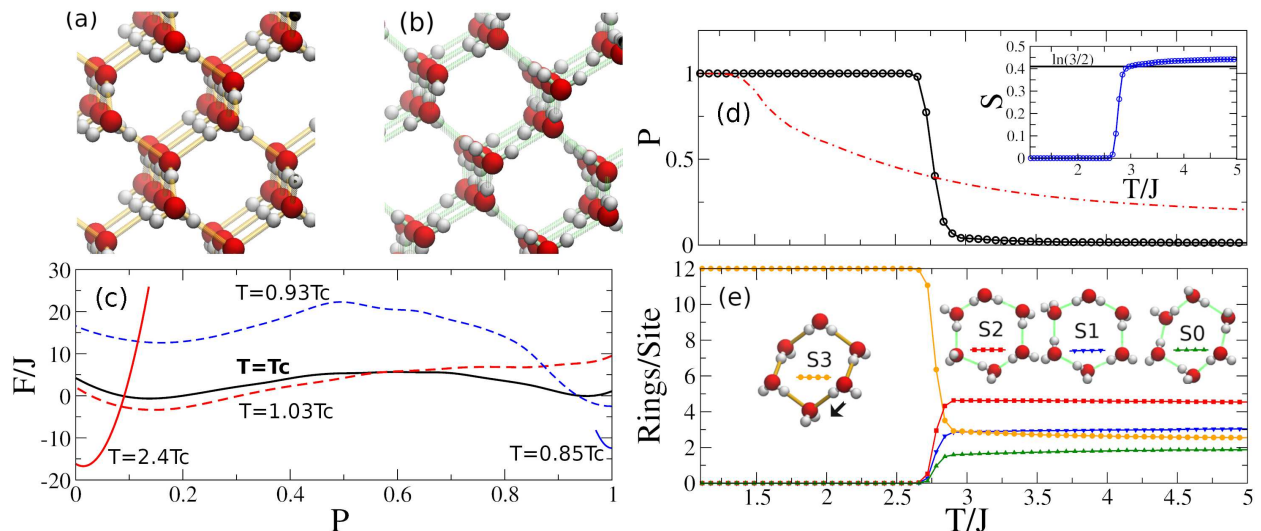 (a)
(b)
(c)
30
20
10
0
-10
-20
F/J
T=0.93Tc
T=Tc
T=1.03Tc
T=2.4Tc
T=0.85Tc
0
0.2
0.4
0.6
0.8
1
P
(d)
1
0.5
0
P
0.5
0.4
0.3
0.2
0.1
0
S
ln(3/2)
2
3
4
5
T/J
(e)
12
10
8
6
4
2
0
Rings/Site
S3
S2
S1
S0
1.5
2
2.5
3
3.5
4
4.5
5
T/J